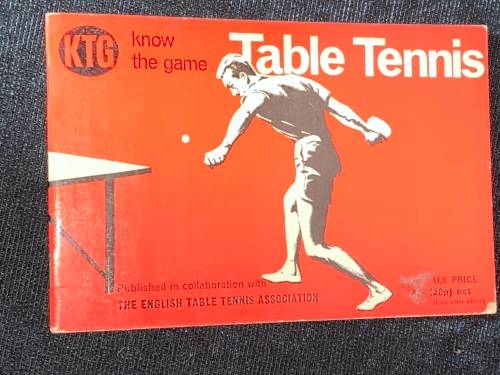 KTG
know
the game
Table Tennis
Published in collaboration with
THE ENGLISH TABLE TENNIS ASSOCIATION
U.K PRICE
(20p) net